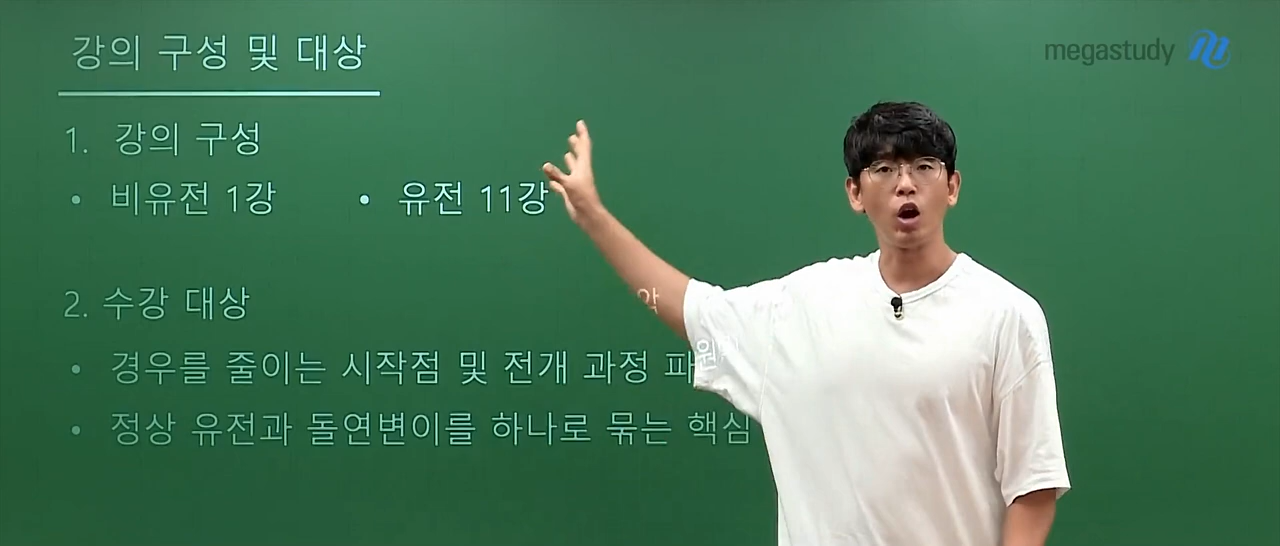 강의 구성 및 대상
megastudy
1. 강의 구성
• 비유전 1강 • 유전 11강
2. 수강 대상
• 경우를 줄이는 시작점 및 전개 과정
• 정상 유전과 돌연변이를 하나로 묶는 핵심